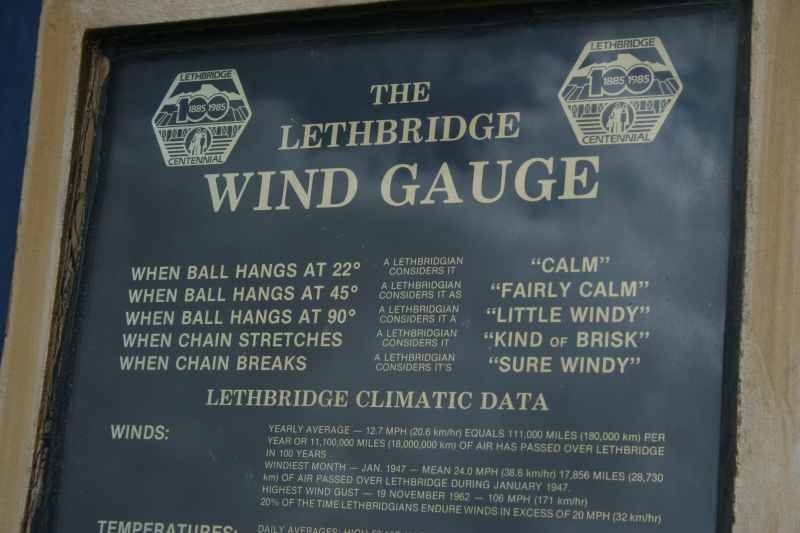 LETHBRIDGE
100
1885 1985
CENTENNIAL
LETHBRIDGE
100
1885 1985
CENTENNIAL
THE
LETHBRIDGE
WIND GAUGE
WHEN BALL HANGS AT 22° A LETHBRIDGIAN CONSIDERS IT "CALM"
WHEN BALL HANGS AT 45° A LETHBRIDGIAN CONSIDERS IT AS "FAIRLY CALM"
WHEN BALL HANGS AT 90° A LETHBRIDGIAN CONSIDERS IT A "LITTLE WINDY"
WHEN CHAIN STRETCHES A LETHBRIDGIAN CONSIDERS IT "KIND OF BRISK"
WHEN CHAIN BREAKS A LETHBRIDGIAN CONSIDERS IT'S "SURE WINDY"
LETHBRIDGE CLIMATIC DATA
WINDS: YEARLY AVERAGE — 12.7 MPH (20.6 km/hr) EQUALS 111,000 MILES (180,000 km) PER
YEAR OR 11,100,000 MILES (18,000,000 km) OF AIR HAS PASSED OVER LETHBRIDGE
IN 100 YEARS
WINDIEST MONTH — JAN. 1947 — MEAN 24.0 MPH (38.6 km/hr) 17,856 MILES (28,730
km) OF AIR PASSED OVER LETHBRIDGE DURING JANUARY 1947.
HIGHEST WIND GUST — 19 NOVEMBER 1962 — 106 MPH (171 km/hr)
20% OF THE TIME LETHBRIDGIANS ENDURE WINDS IN EXCESS OF 20 MPH (32 km/hr)
TEMPERATURES: DAILY AVERAGES: HIGH